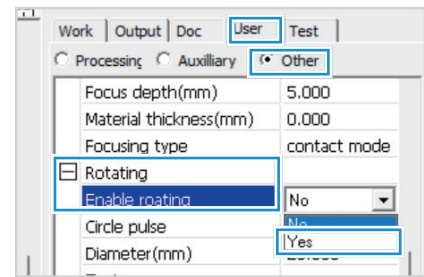 Work Output Doc User Test
Processing Auxiliary Other
Focus depth(mm) 5.000
Material thickness(mm) 0.000
Focusing type contact mode
Rotating
Enable roating No
Circle pulse No
Yes
Diameter(mm)